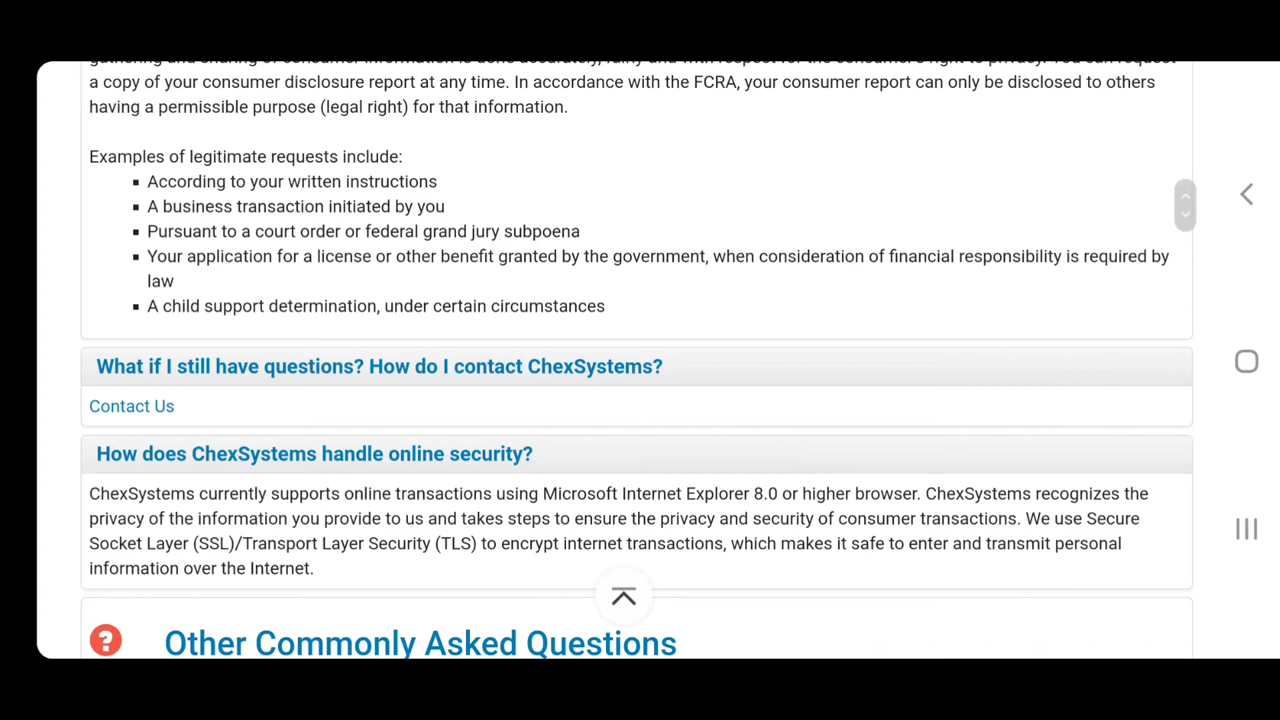 a copy of your consumer disclosure report at any time. In accordance with the FCRA, your consumer report can only be disclosed to others
having a permissible purpose (legal right) for that information.
Examples of legitimate requests include:
▪ According to your written instructions
▪ A business transaction initiated by you
▪ Pursuant to a court order or federal grand jury subpoena
▪ Your application for a license or other benefit granted by the government, when consideration of financial responsibility is required by
law
▪ A child support determination, under certain circumstances
What if I still have questions? How do I contact ChexSystems?
Contact Us
How does ChexSystems handle online security?
ChexSystems currently supports online transactions using Microsoft Internet Explorer 8.0 or higher browser. ChexSystems recognizes the
privacy of the information you provide to us and takes steps to ensure the privacy and security of consumer transactions. We use Secure
Socket Layer (SSL)/Transport Layer Security (TLS) to encrypt internet transactions, which makes it safe to enter and transmit personal
information over the Internet.
? Other Commonly Asked Questions